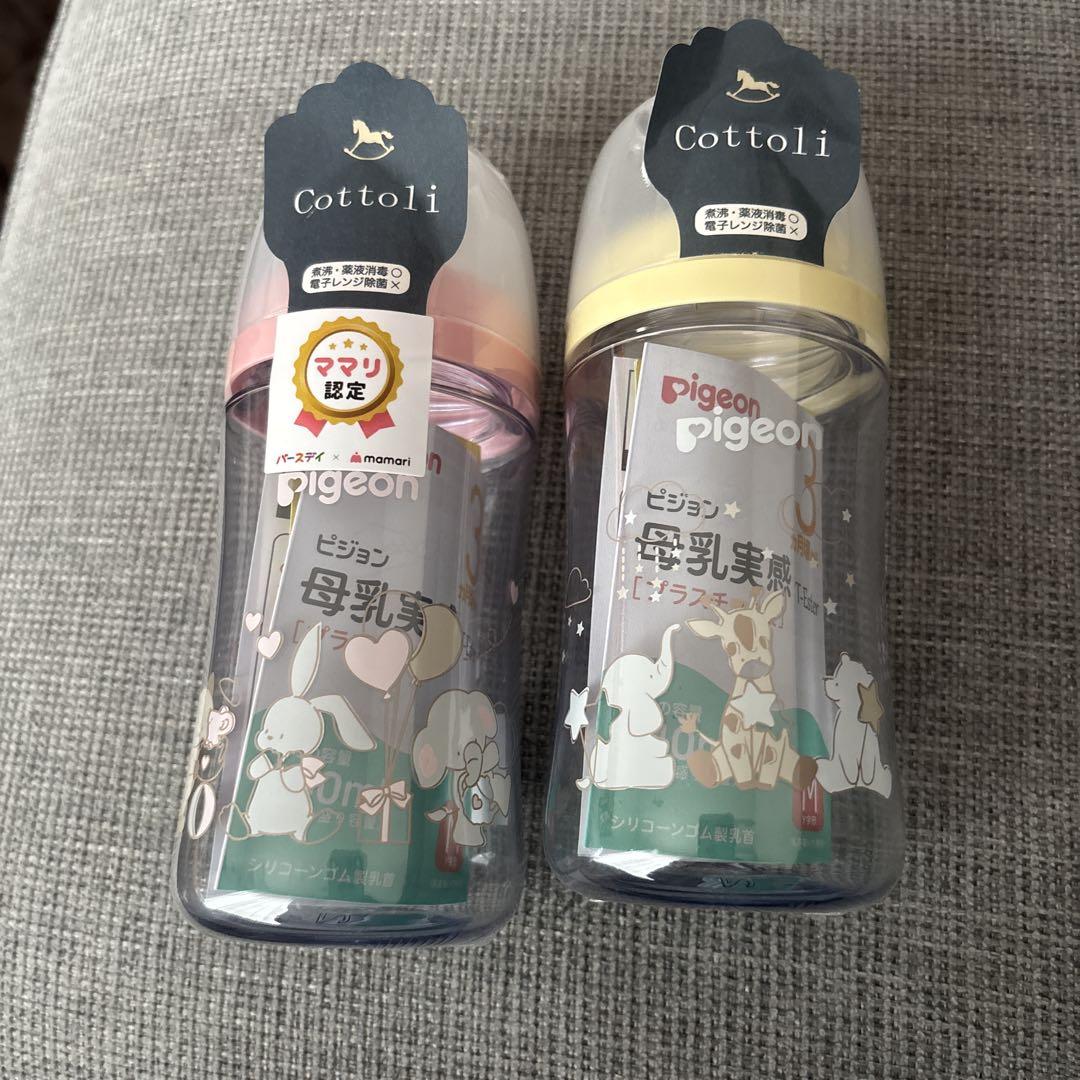 Cottoli
煮沸・薬液消毒○
電子レンジ除菌×
ママリ
認定
バースデイ × mamari
pigeon
ピジョン
母乳実
シリコーンゴム製乳首
Cottoli
煮沸・薬液消毒○
電子レンジ除菌×
pigeon
pigeon
3
ピジョン
母乳実感
T-Ester
容量
M
シリコーンゴム製乳首